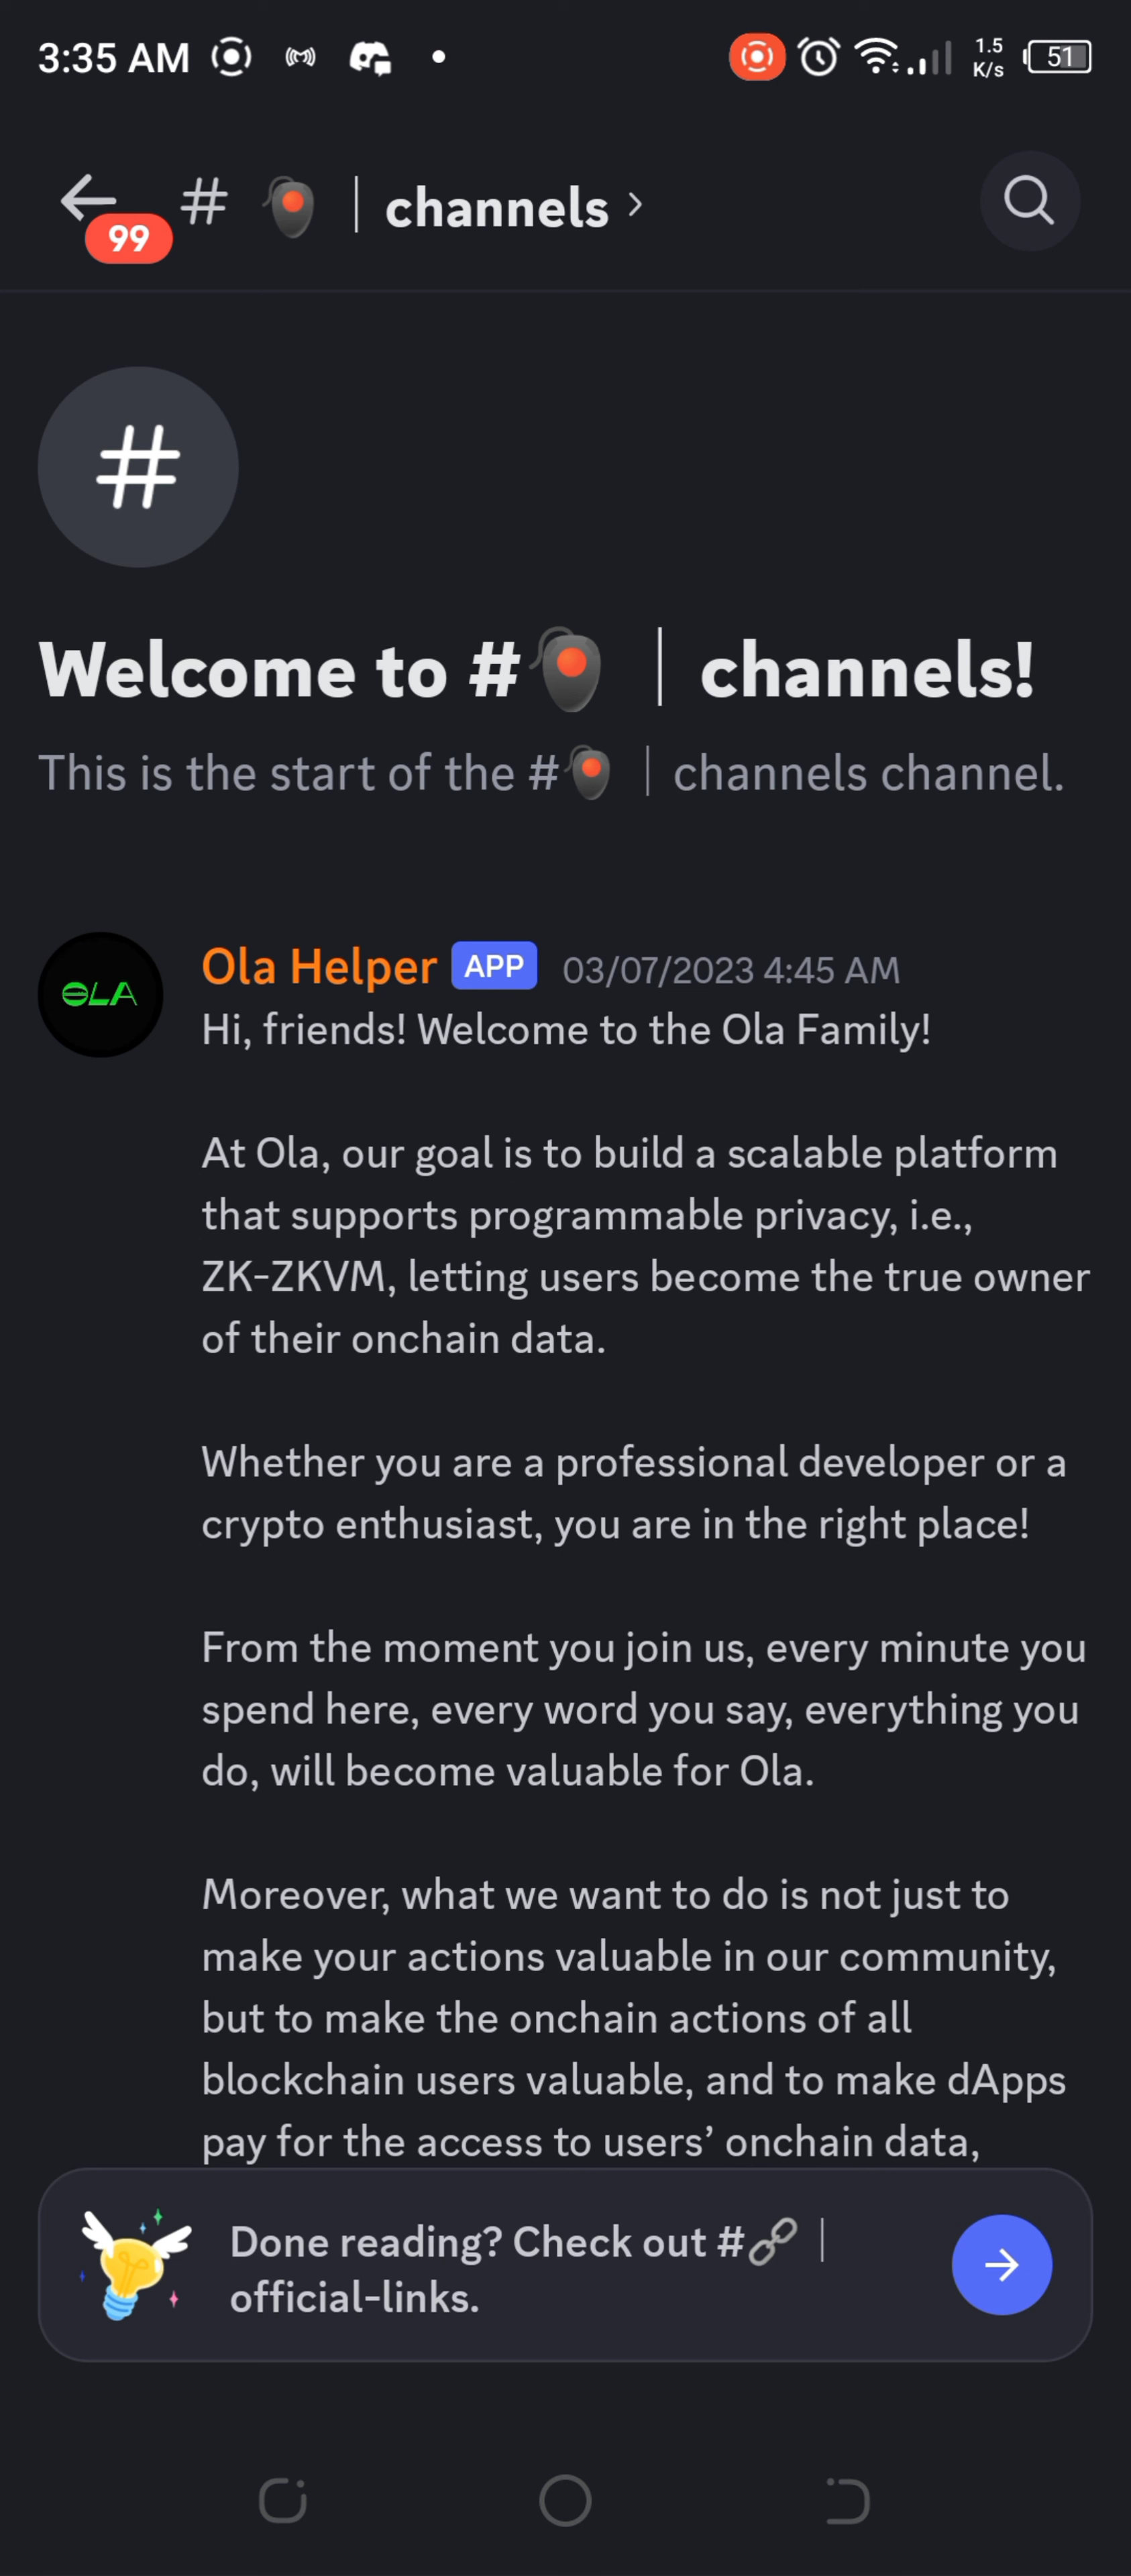 3:35 AM
1.5
K/s
51
99
# 🖲️ | channels >
#
Welcome to #🖲️ | channels!
This is the start of the #🖲️ | channels channel.
OLA
Ola Helper APP 03/07/2023 4:45 AM
Hi, friends! Welcome to the Ola Family!
At Ola, our goal is to build a scalable platform
that supports programmable privacy, i.e.,
ZK-ZKVM, letting users become the true owner
of their onchain data.
Whether you are a professional developer or a
crypto enthusiast, you are in the right place!
From the moment you join us, every minute you
spend here, every word you say, everything you
do, will become valuable for Ola.
Moreover, what we want to do is not just to
make your actions valuable in our community,
but to make the onchain actions of all
blockchain users valuable, and to make dApps
pay for the access to users’ onchain data,
Done reading? Check out #🔗 |
official-links.